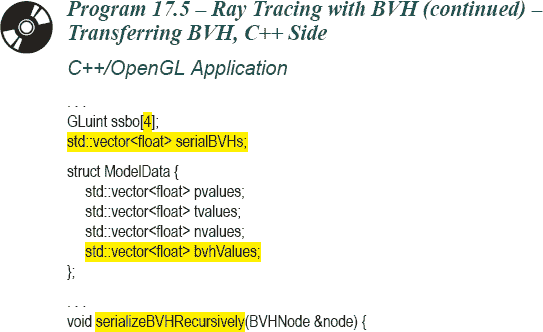 Program 17.5 – Ray Tracing with BVH (continued) –
Transferring BVH, C++ Side
C++/OpenGL Application
. . .
GLuint ssbo[4];
std::vector<float> serialBVHs;
struct ModelData {
std::vector<float> pvalues;
std::vector<float> tvalues;
std::vector<float> nvalues;
std::vector<float> bvhValues;
};
. . .
void serializeBVHRecursively(BVHNode &node) {